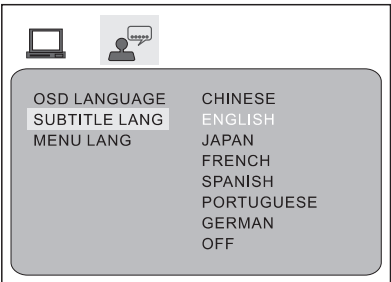 OSD LANGUAGE CHINESE
SUBTITLE LANG ENGLISH
MENU LANG JAPAN
FRENCH
SPANISH
PORTUGUESE
GERMAN
OFF